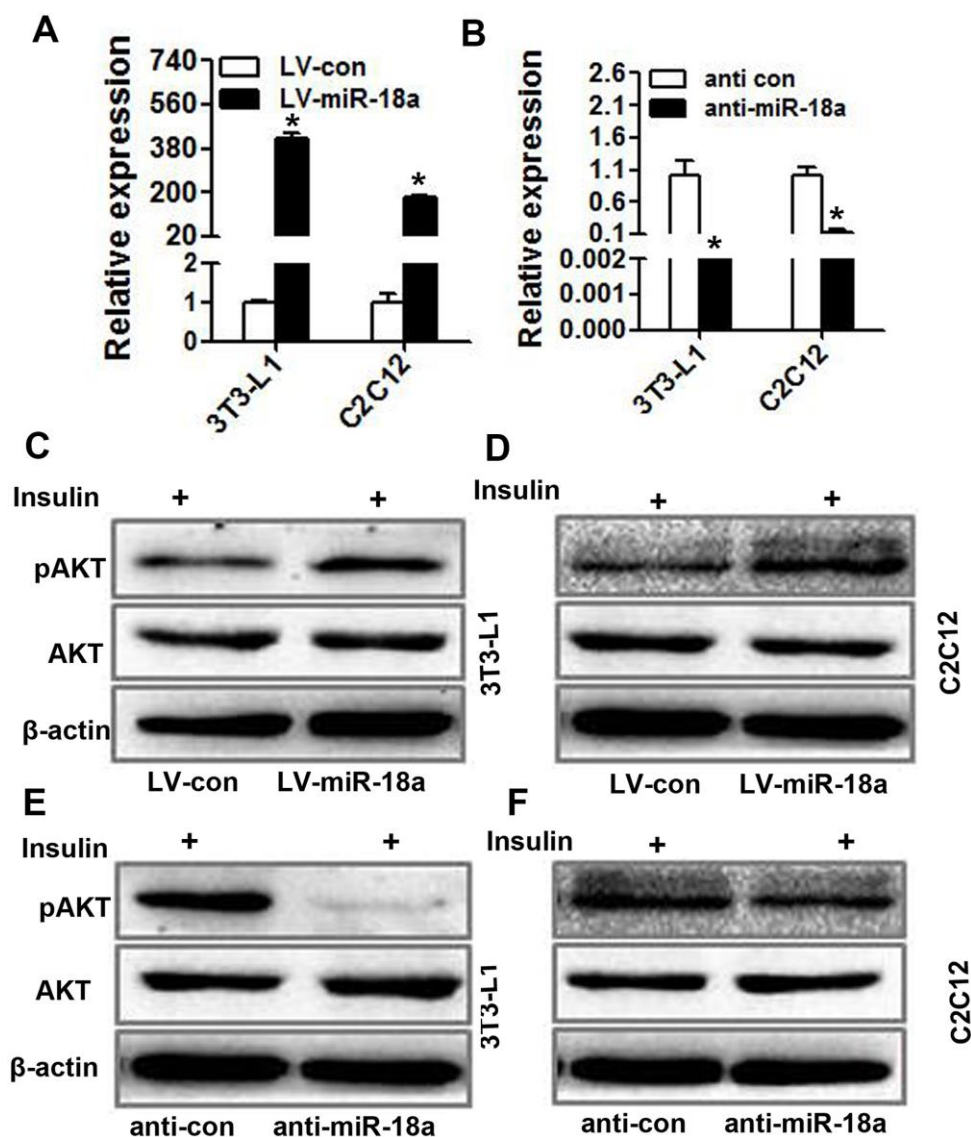 A
Relative expression
740
560
380
200
20
2
1
0
LV-con
LV-miR-18a
*
*
3T3-L1
C2C12
B
Relative expression
2.6
2.1
1.6
1.1
0.6
0.1
0.002
0.001
0.000
anti con
anti-miR-18a
*
*
3T3-L1
C2C12
C
Insulin + +
pAKT
AKT
β-actin
3T3-L1
LV-con LV-miR-18a
D
Insulin + +
C2C12
LV-con LV-miR-18a
E
Insulin + +
pAKT
AKT
β-actin
3T3-L1
anti-con anti-miR-18a
F
Insulin + +
C2C12
anti-con anti-miR-18a